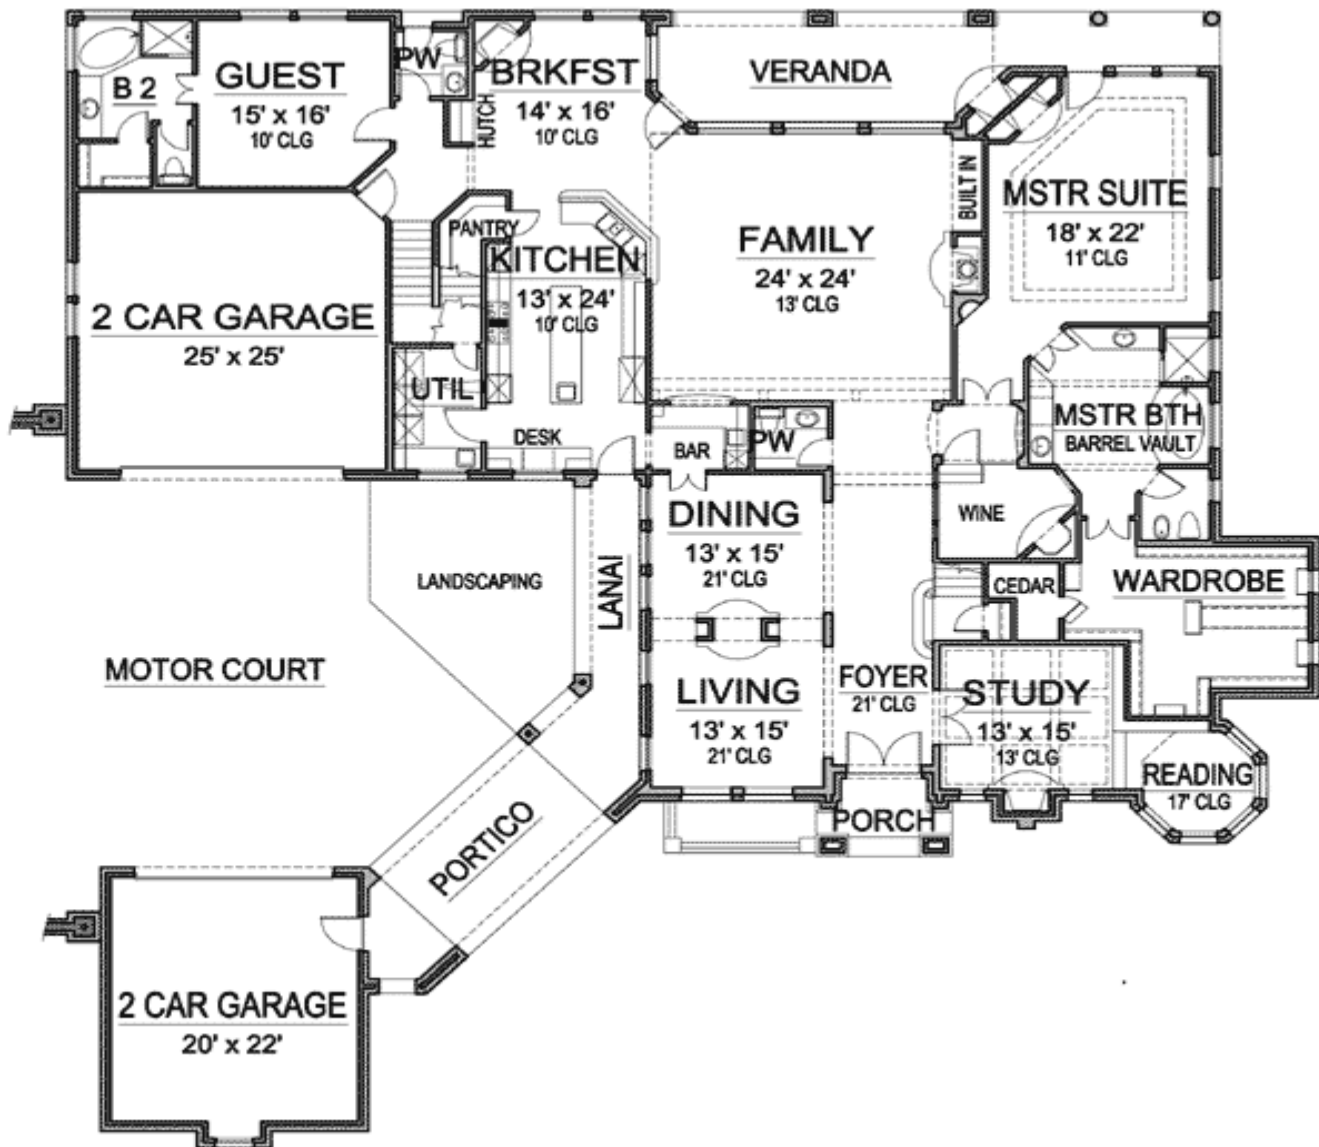 PW
GUEST
15' x 16'
10' CLG
B 2
BRKFST
14' x 16'
10' CLG
HUTCH
VERANDA
MSTR SUITE
18' x 22'
11' CLG
BUILT IN
PANTRY
FAMILY
24' x 24'
13' CLG
KITCHEN
13' x 24'
10' CLG
2 CAR GARAGE
25' x 25'
UTIL
DESK
BAR
PW
MSTR BTH
BARREL VAULT
WINE
DINING
13' x 15'
21' CLG
LANAI
LANDSCAPING
CEDAR
WARDROBE
MOTOR COURT
LIVING
13' x 15'
21' CLG
FOYER
21' CLG
STUDY
13' x 15'
13' CLG
READING
17' CLG
PORCH
PORTICO
2 CAR GARAGE
20' x 22'